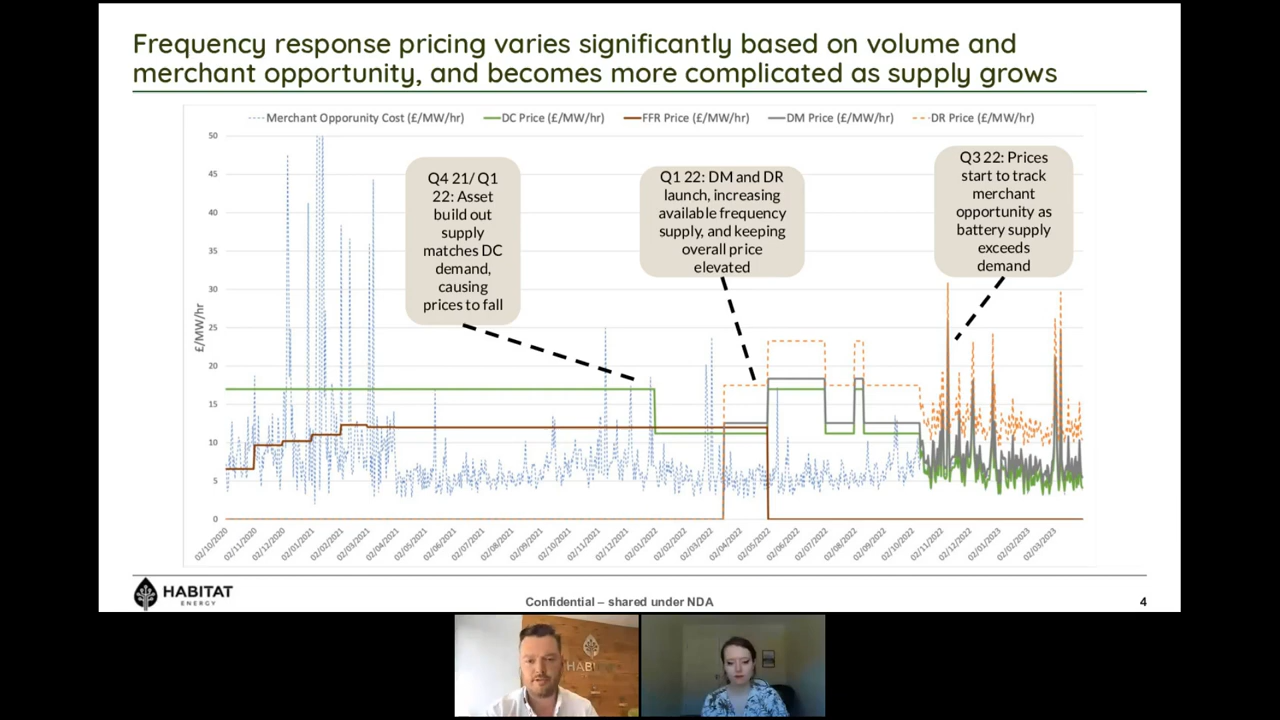 Frequency response pricing varies significantly based on volume and
merchant opportunity, and becomes more complicated as supply grows
Merchant Opporunity Cost (£/MW/hr)
DC Price (£/MW/hr)
FFR Price (£/MW/hr)
DM Price (£/MW/hr)
DR Price (£/MW/hr)
£/MW/hr
50
45
40
35
30
25
20
15
10
5
0
Q4 21/ Q1
22: Asset
build out
supply
matches DC
demand,
causing
prices to fall
Q1 22: DM and DR
launch, increasing
available frequency
supply, and keeping
overall price
elevated
Q3 22: Prices
start to track
merchant
opportunity as
battery supply
exceeds
demand
02/10/2020
02/11/2020
02/12/2020
02/01/2021
02/02/2021
02/03/2021
02/04/2021
02/05/2021
02/06/2021
02/07/2021
02/08/2021
02/09/2021
02/10/2021
02/11/2021
02/12/2021
02/01/2022
02/02/2022
02/03/2022
02/04/2022
02/05/2022
02/06/2022
02/07/2022
02/08/2022
02/09/2022
02/10/2022
02/11/2022
02/12/2022
02/01/2023
02/02/2023
02/03/2023
HABITAT
ENERGY
Confidential – shared under NDA
4